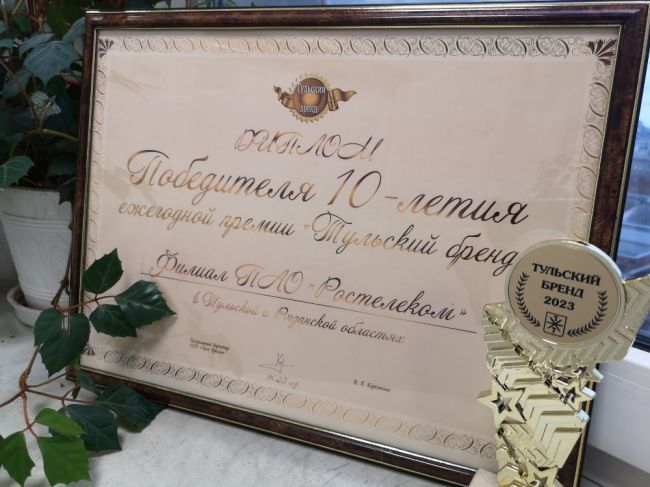 Тульский
бренд
ДИПЛОМ
Победителя 10-летия
ежегодной премии «Тульский бренд
Филиал ПАО «Ростелеком»
в Тульской и Рязанской областях
ТУЛЬСКИЙ
БРЕНД
2023